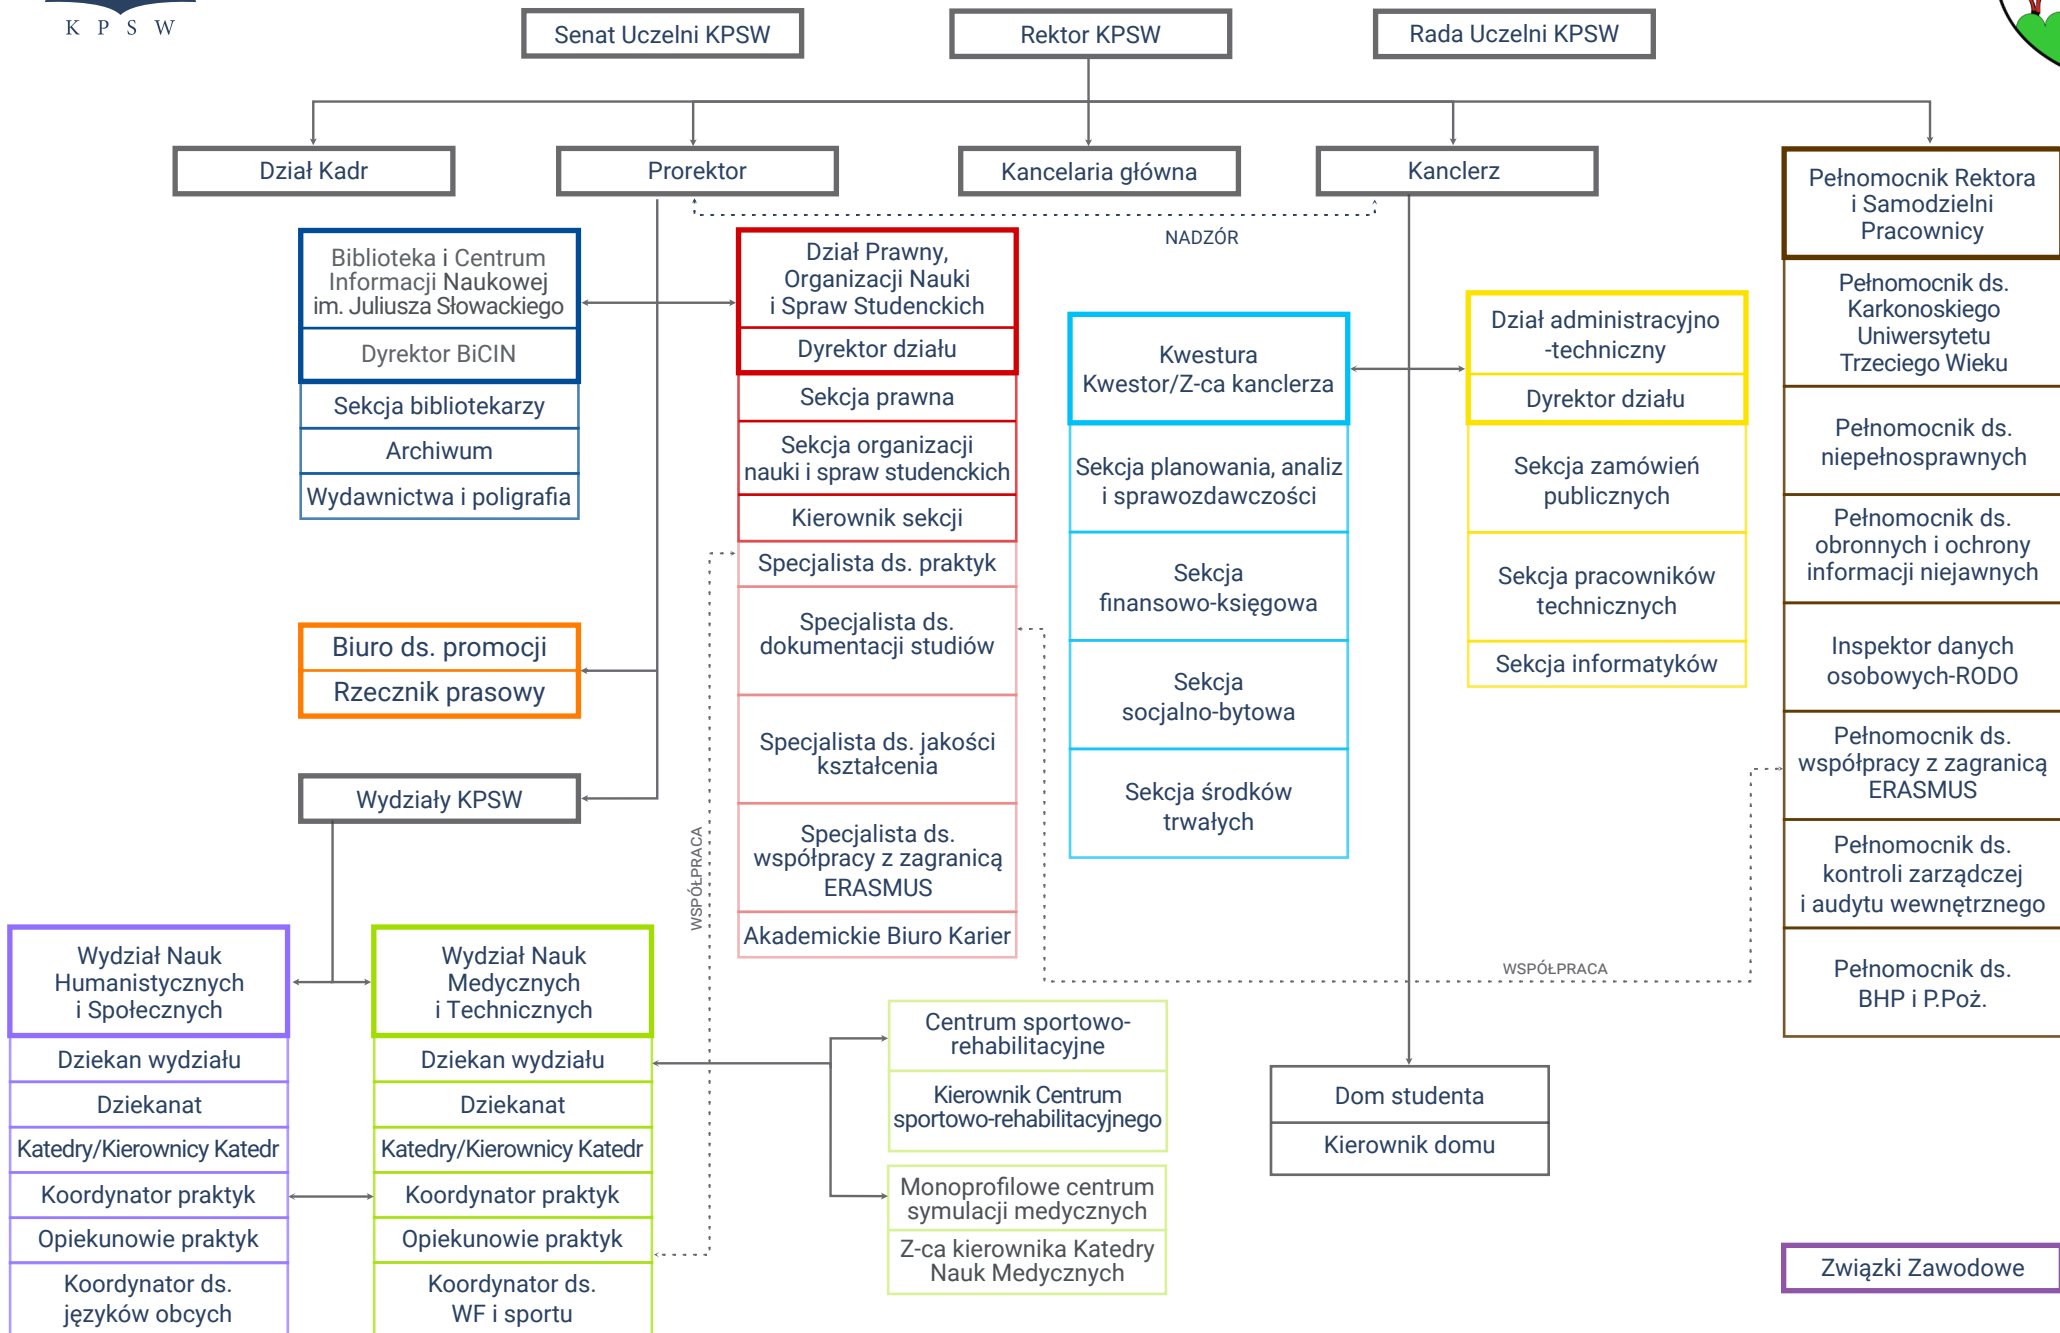 K P S W
Senat Uczelni KPSW
Rektor KPSW
Rada Uczelni KPSW
Dział Kadr
Prorektor
Kancelaria główna
Kanclerz
NADZÓR
Biblioteka i Centrum
Informacji Naukowej
im. Juliusza Słowackiego
Dyrektor BiCIN
Sekcja bibliotekarzy
Archiwum
Wydawnictwa i poligrafia
Biuro ds. promocji
Rzecznik prasowy
Wydziały KPSW
Dział Prawny,
Organizacji Nauki
i Spraw Studenckich
Dyrektor działu
Sekcja prawna
Sekcja organizacji
nauki i spraw studenckich
Kierownik sekcji
Specjalista ds. praktyk
Specjalista ds.
dokumentacji studiów
Specjalista ds. jakości
kształcenia
Specjalista ds.
współpracy z zagranicą
ERASMUS
Akademickie Biuro Karier
WSPÓŁPRACA
Kwestura
Kwestor/Z-ca kanclerza
Sekcja planowania, analiz
i sprawozdawczości
Sekcja
finansowo-księgowa
Sekcja
socjalno-bytowa
Sekcja środków
trwałych
Dział administracyjno
-techniczny
Dyrektor działu
Sekcja zamówień
publicznych
Sekcja pracowników
technicznych
Sekcja informatyków
Pełnomocnik Rektora
i Samodzielni
Pracownicy
Pełnomocnik ds.
Karkonoskiego
Uniwersytetu
Trzeciego Wieku
Pełnomocnik ds.
niepełnosprawnych
Pełnomocnik ds.
obronnych i ochrony
informacji niejawnych
Inspektor danych
osobowych-RODO
Pełnomocnik ds.
współpracy z zagranicą
ERASMUS
Pełnomocnik ds.
kontroli zarządczej
i audytu wewnętrznego
Pełnomocnik ds.
BHP i P.Poż.
WSPÓŁPRACA
Wydział Nauk
Humanistycznych
i Społecznych
Dziekan wydziału
Dziekanat
Katedry/Kierownicy Katedr
Koordynator praktyk
Opiekunowie praktyk
Koordynator ds.
języków obcych
Wydział Nauk
Medycznych
i Technicznych
Dziekan wydziału
Dziekanat
Katedry/Kierownicy Katedr
Koordynator praktyk
Opiekunowie praktyk
Koordynator ds.
WF i sportu
Centrum sportowo-
rehabilitacyjne
Kierownik Centrum
sportowo-rehabilitacyjnego
Monoprofilowe centrum
symulacji medycznych
Z-ca kierownika Katedry
Nauk Medycznych
Dom studenta
Kierownik domu
Związki Zawodowe